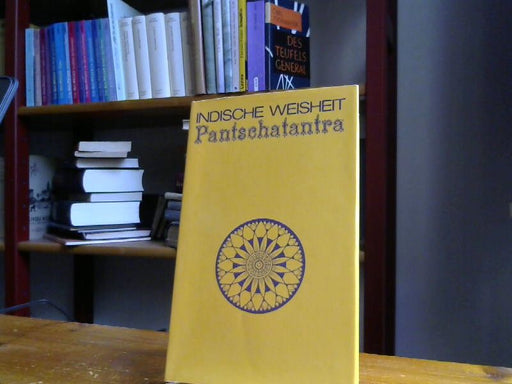 DES
TEUFELS
GENERAL
INDISCHE WEISHEIT
Pantschatantra